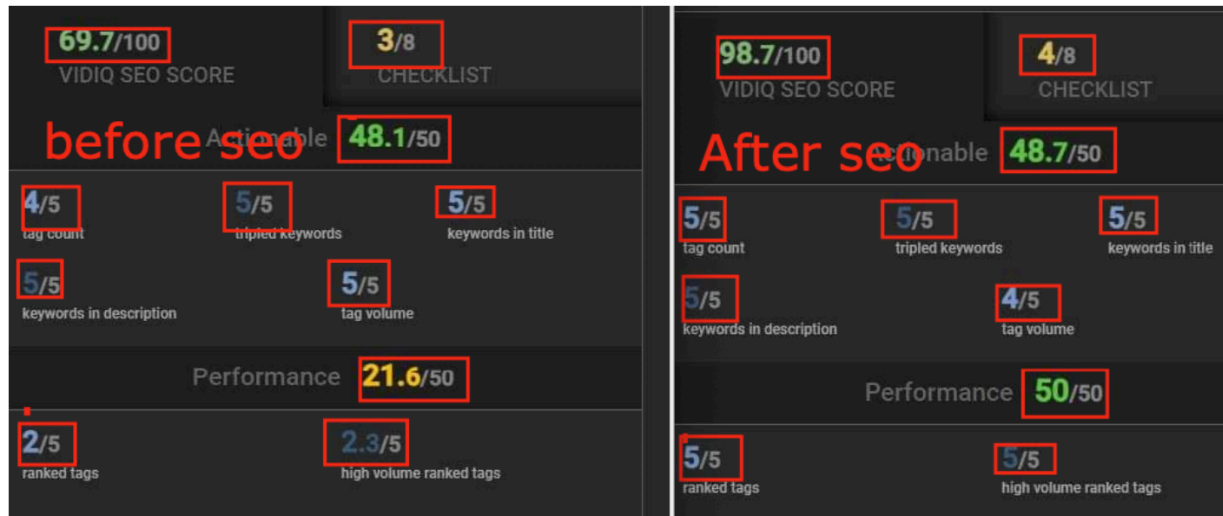 69.7/100
VIDIQ SEO SCORE
3/8
CHECKLIST
before seo
Actionable 48.1/50
4/5
tag count
5/5
tripled keywords
5/5
keywords in title
5/5
keywords in description
5/5
tag volume
Performance 21.6/50
2/5
ranked tags
2.3/5
high volume ranked tags
98.7/100
VIDIQ SEO SCORE
4/8
CHECKLIST
After seo
Actionable 48.7/50
5/5
tag count
5/5
tripled keywords
5/5
keywords in title
5/5
keywords in description
4/5
tag volume
Performance 50/50
5/5
ranked tags
5/5
high volume ranked tags